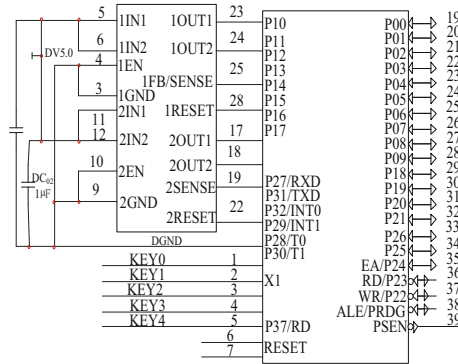 5 1IN1 1OUT1 23 P10 P00 19
DV5.0 6 1IN2 1OUT2 24 P11 P01 20
4 1EN P12 P02 21
1FB/SENSE 25 P13 P03 22
3 1GND P14 P04 23
11 2IN1 1RESET 28 P15 P05 24
P16 P06 25
12 2IN2 2OUT1 17 P17 P07 26
P08 27
10 2EN 2OUT2 18 P09 28
DC02 P18 29
1μF 9 2SENSE 19 P27/RXD P19 30
2GND P31/TXD P20 31
2RESET 22 P32/INT0 P21 32
P29/INT1 P26 33
DGND P28/T0 P25 34
KEY0 1 P30/T1 EA/P24 35
KEY1 2 X1 RD/P23 36
KEY2 3 WR/P22 37
KEY3 4 ALE/PRDG 38
KEY4 5 P37/RD PSEN 39
6 RESET
7